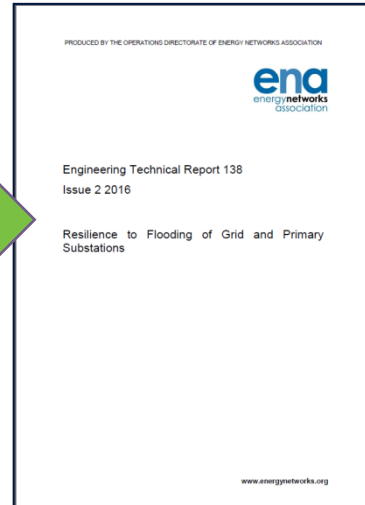 PRODUCED BY THE OPERATIONS DIRECTORATE OF ENERGY NETWORKS ASSOCIATION
ena
energynetworks
association
Engineering Technical Report 138
Issue 2 2016
Resilience to Flooding of Grid and Primary
Substations
www.energynetworks.org